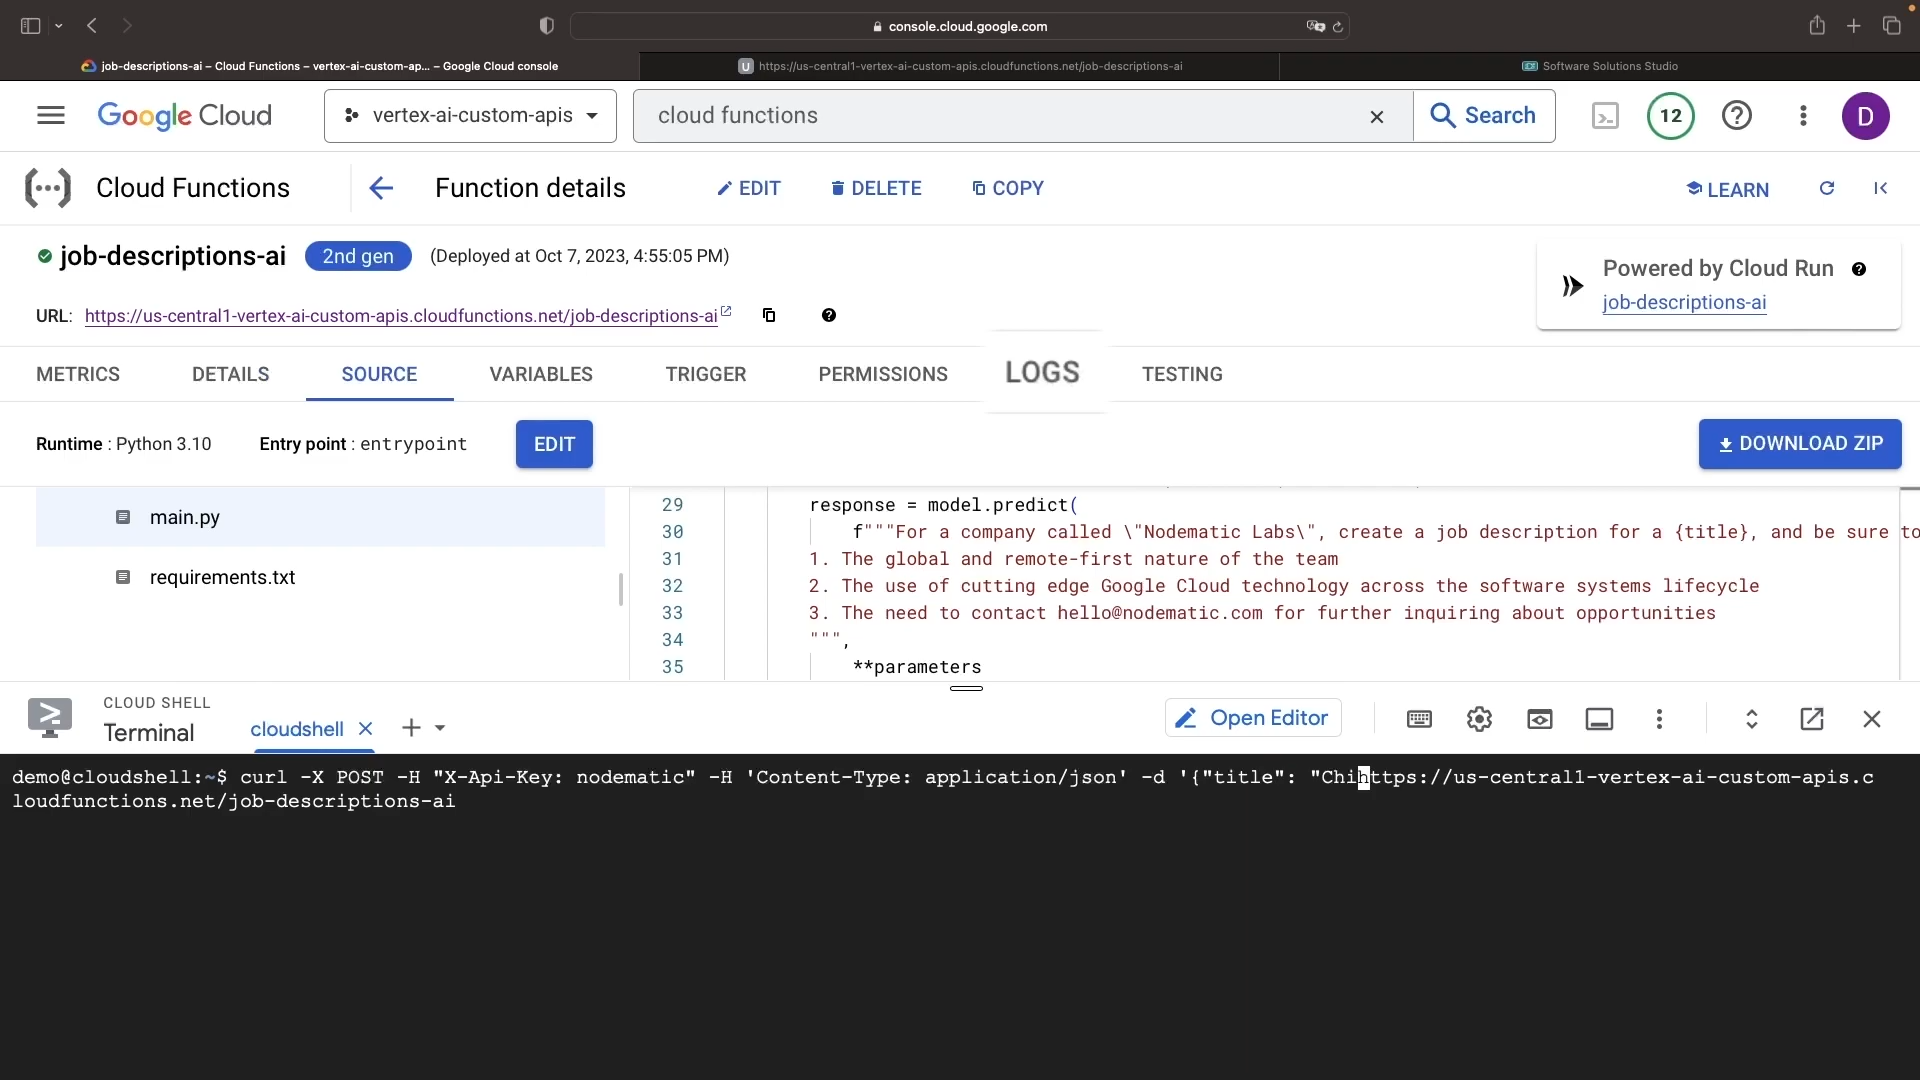 console.cloud.google.com
job-descriptions-ai – Cloud Functions – vertex-ai-custom-ap... – Google Cloud console
U https://us-central1-vertex-ai-custom-apis.cloudfunctions.net/job-descriptions-ai
Software Solutions Studio
Google Cloud
vertex-ai-custom-apis
cloud functions
Search
12
D
Cloud Functions
Function details
EDIT
DELETE
COPY
LEARN
job-descriptions-ai
2nd gen
(Deployed at Oct 7, 2023, 4:55:05 PM)
Powered by Cloud Run
job-descriptions-ai
URL: https://us-central1-vertex-ai-custom-apis.cloudfunctions.net/job-descriptions-ai
METRICS
DETAILS
SOURCE
VARIABLES
TRIGGER
PERMISSIONS
LOGS
TESTING
Runtime : Python 3.10
Entry point : entrypoint
EDIT
DOWNLOAD ZIP
main.py
requirements.txt
29 response = model.predict(
30 f"""For a company called \"Nodematic Labs\", create a job description for a {title}, and be sure to
31 1. The global and remote-first nature of the team
32 2. The use of cutting edge Google Cloud technology across the software systems lifecycle
33 3. The need to contact hello@nodematic.com for further inquiring about opportunities
34 """,
35 **parameters
CLOUD SHELL
Terminal
cloudshell
Open Editor
demo@cloudshell:~$ curl -X POST -H "X-Api-Key: nodematic" -H 'Content-Type: application/json' -d '{"title": "Chihttps://us-central1-vertex-ai-custom-apis.c
loudfunctions.net/job-descriptions-ai